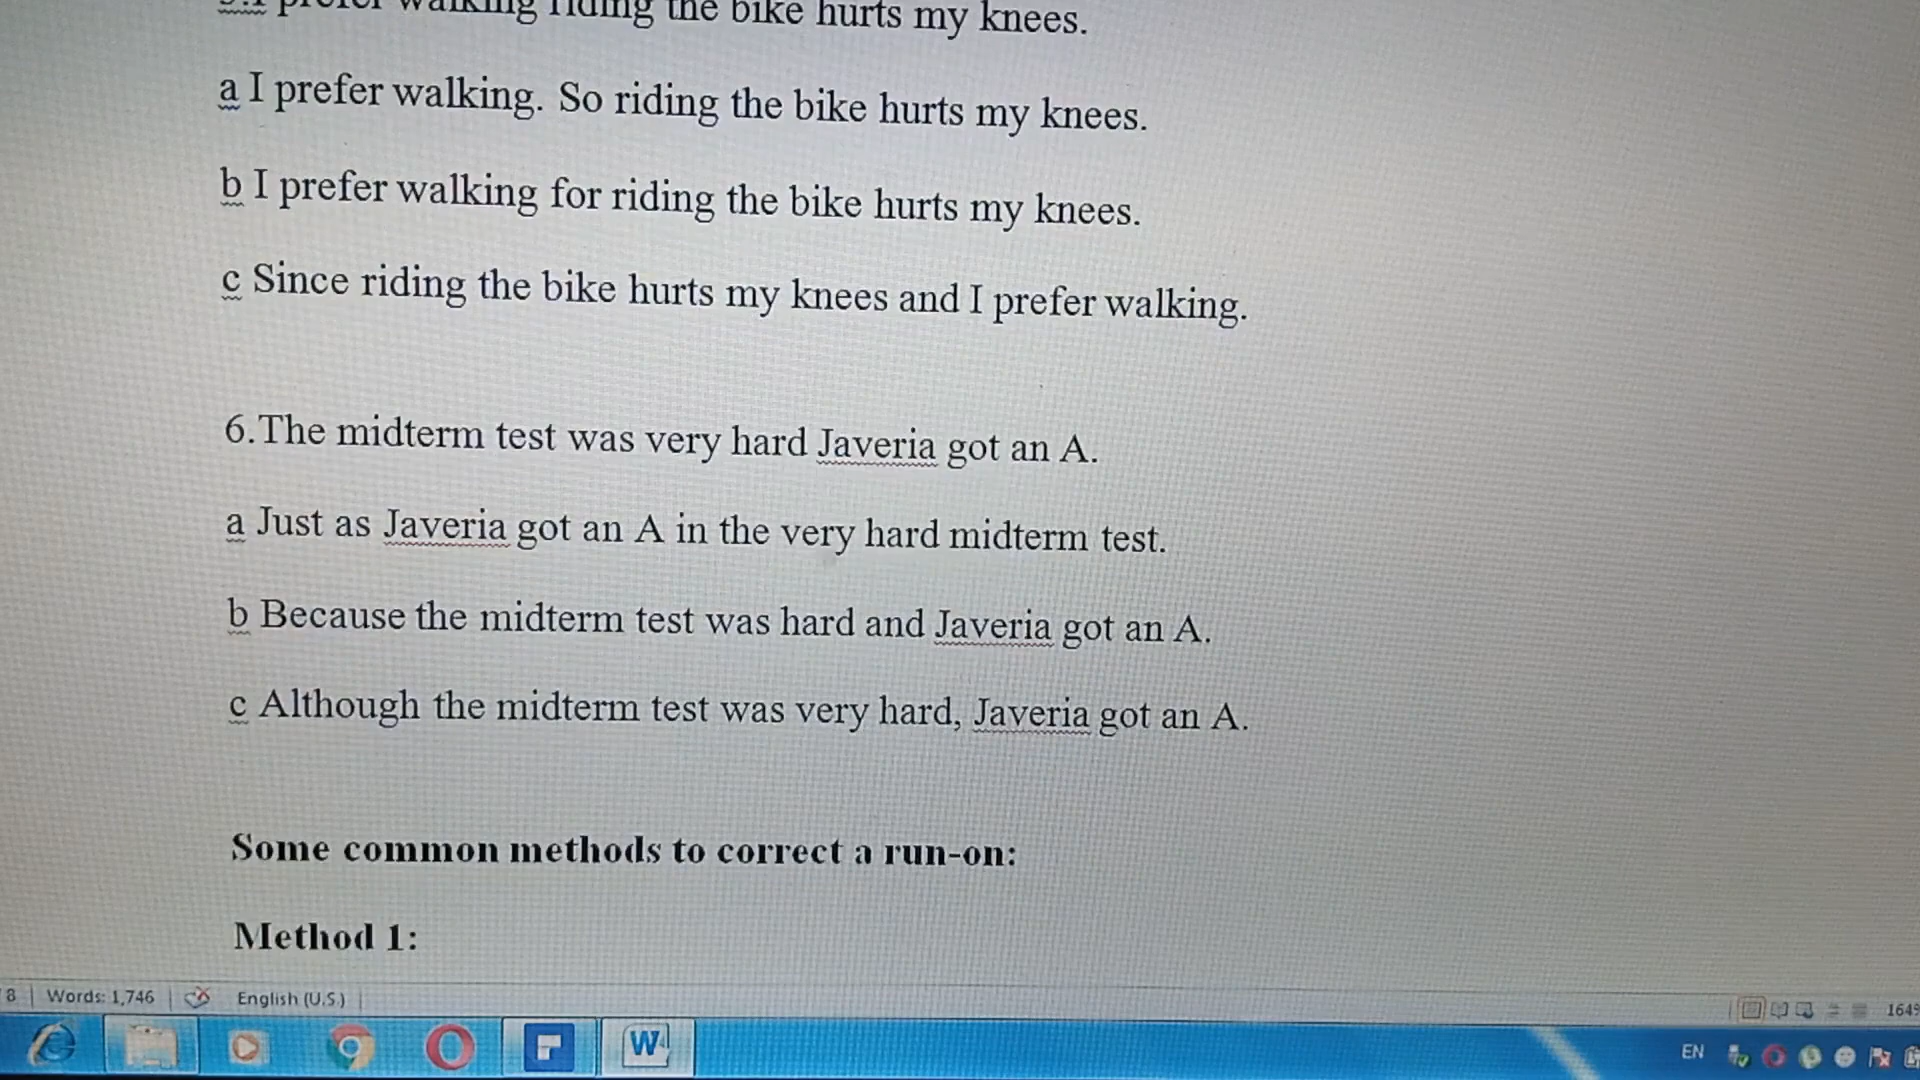 prefer walking riding the bike hurts my knees.
a I prefer walking. So riding the bike hurts my knees.
b I prefer walking for riding the bike hurts my knees.
c Since riding the bike hurts my knees and I prefer walking.
6.The midterm test was very hard Javeria got an A.
a Just as Javeria got an A in the very hard midterm test.
b Because the midterm test was hard and Javeria got an A.
c Although the midterm test was very hard, Javeria got an A.
Some common methods to correct a run-on:
Method 1:
8 Words: 1,746 English (U.S.)
EN